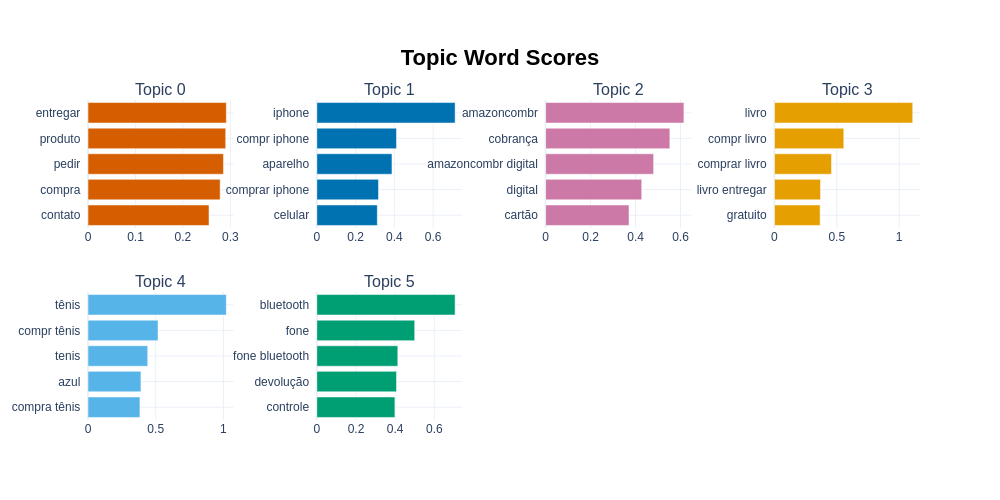 Topic Word Scores
Topic 0
entregar
produto
pedir
compra
contato
0 0.1 0.2 0.3
Topic 1
iphone
compr iphone
aparelho
comprar iphone
celular
0 0.2 0.4 0.6
Topic 2
amazoncombr
cobrança
amazoncombr digital
digital
cartão
0 0.2 0.4 0.6
Topic 3
livro
compr livro
comprar livro
livro entregar
gratuito
0 0.5 1
Topic 4
tênis
compr tênis
tenis
azul
compra tênis
0 0.5 1
Topic 5
bluetooth
fone
fone bluetooth
devolução
controle
0 0.2 0.4 0.6